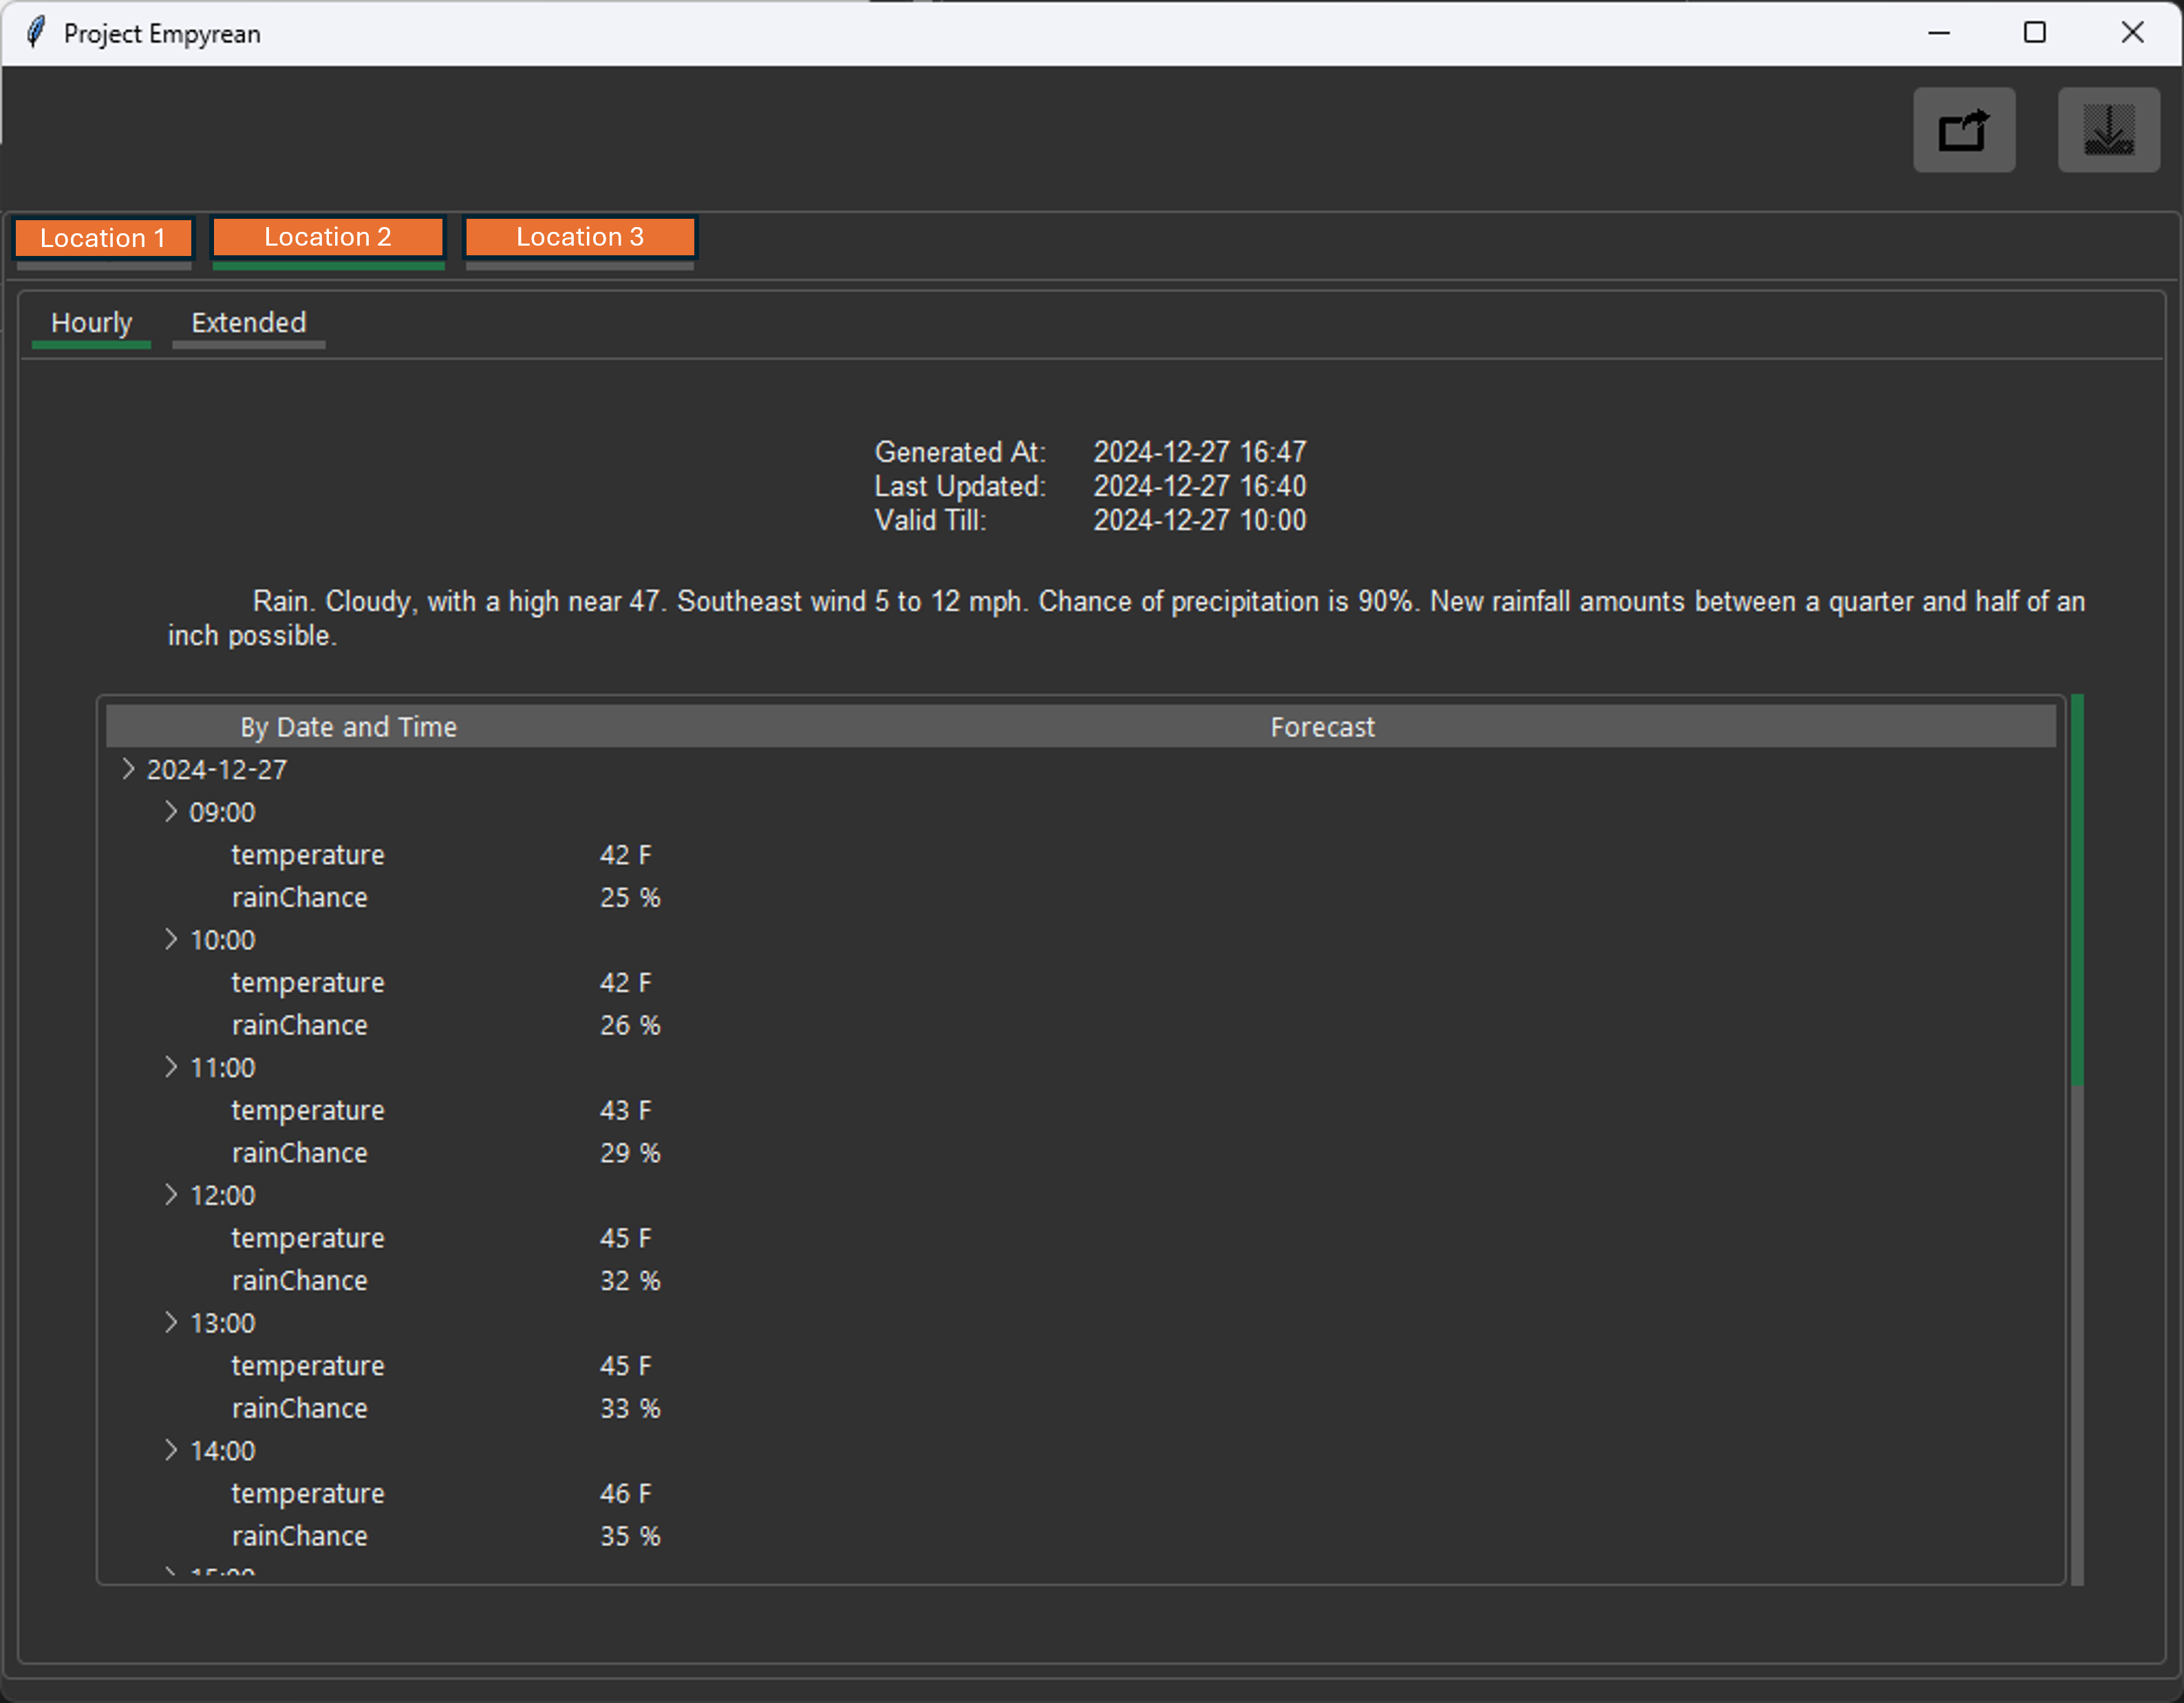 Project Empyrean
Location 1 Location 2 Location 3
Hourly Extended
Generated At: 2024-12-27 16:47
Last Updated: 2024-12-27 16:40
Valid Till: 2024-12-27 10:00
Rain. Cloudy, with a high near 47. Southeast wind 5 to 12 mph. Chance of precipitation is 90%. New rainfall amounts between a quarter and half of an
inch possible.
By Date and Time Forecast
2024-12-27
09:00
temperature 42 F
rainChance 25 %
10:00
temperature 42 F
rainChance 26 %
11:00
temperature 43 F
rainChance 29 %
12:00
temperature 45 F
rainChance 32 %
13:00
temperature 45 F
rainChance 33 %
14:00
temperature 46 F
rainChance 35 %